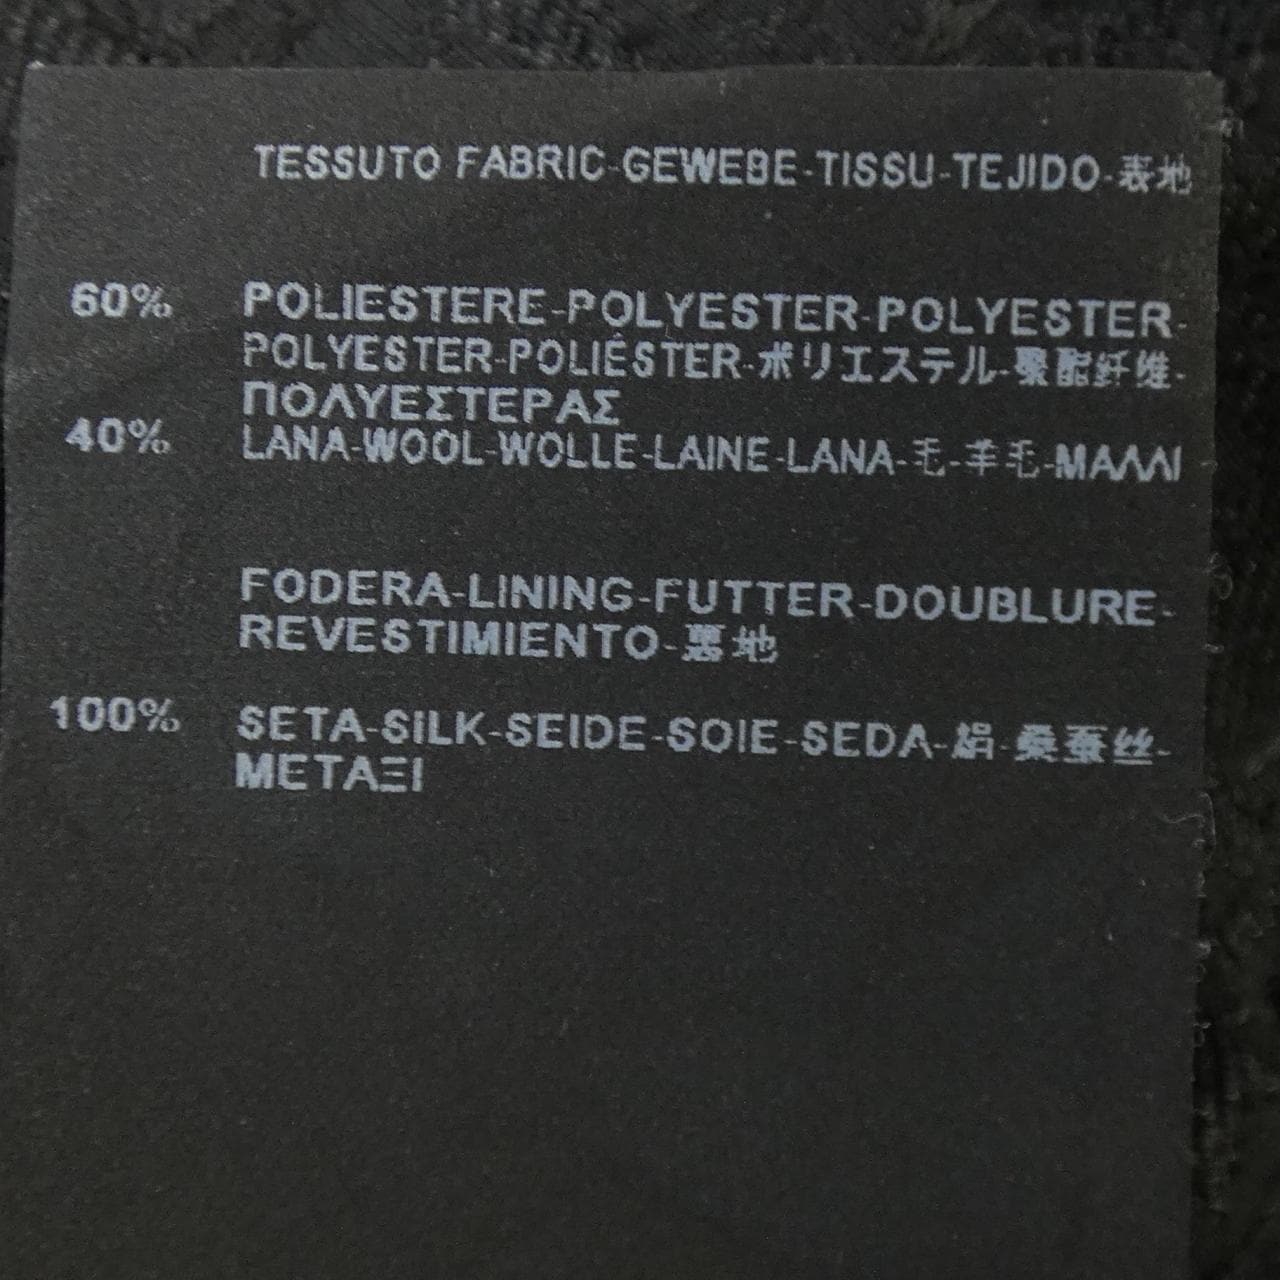 TESSUTO FABRIC-GEWEBE-TISSU-TEJIDO-表地
60% POLIESTERE-POLYESTER-POLYESTER-
POLYESTER-POLIÉSTER-ポリエステル-聚酯纤维-
ΠΟΛΥΕΣΤΕΡΑΣ
40% LANA-WOOL-WOLLE-LAINE-LANA-毛-羊毛-ΜΑΛΛΙ
FODERA-LINING-FUTTER-DOUBLURE-
REVESTIMIENTO-裏地
100% SETA-SILK-SEIDE-SOIE-SEDA-絹-桑蚕丝-
ΜΕΤΑΞΙ